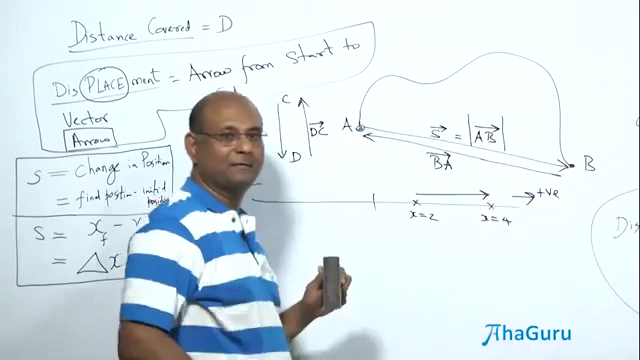 Distance Covered = D
DisPLACEment = Arrow from Start to
Vector
Arrow
S = Change in Position
= final position - initial position
S = x_f -
= △x
C
D
DC
A
S = |AB|
BA
B
+ve
x=2
x=4
Dis
AhaGuru